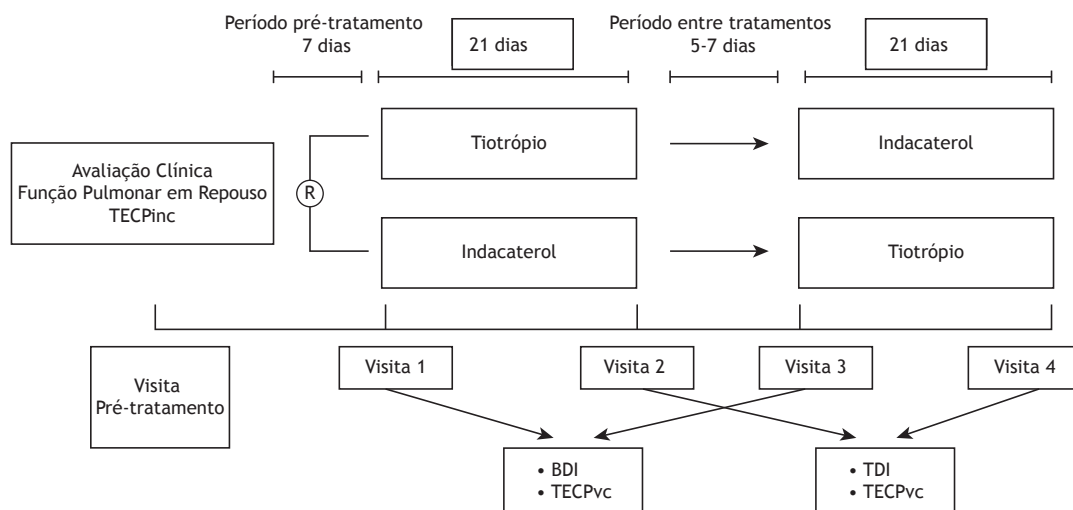 Período pré-tratamento
7 dias
21 dias
Período entre tratamentos
5-7 dias
21 dias
Avaliação Clínica
Função Pulmonar em Repouso
TECPinc
R
Tiotrópio
Indacaterol
Indacaterol
Tiotrópio
Visita
Pré-tratamento
Visita 1
Visita 2
Visita 3
Visita 4
• BDI
• TECPvc
• TDI
• TECPvc